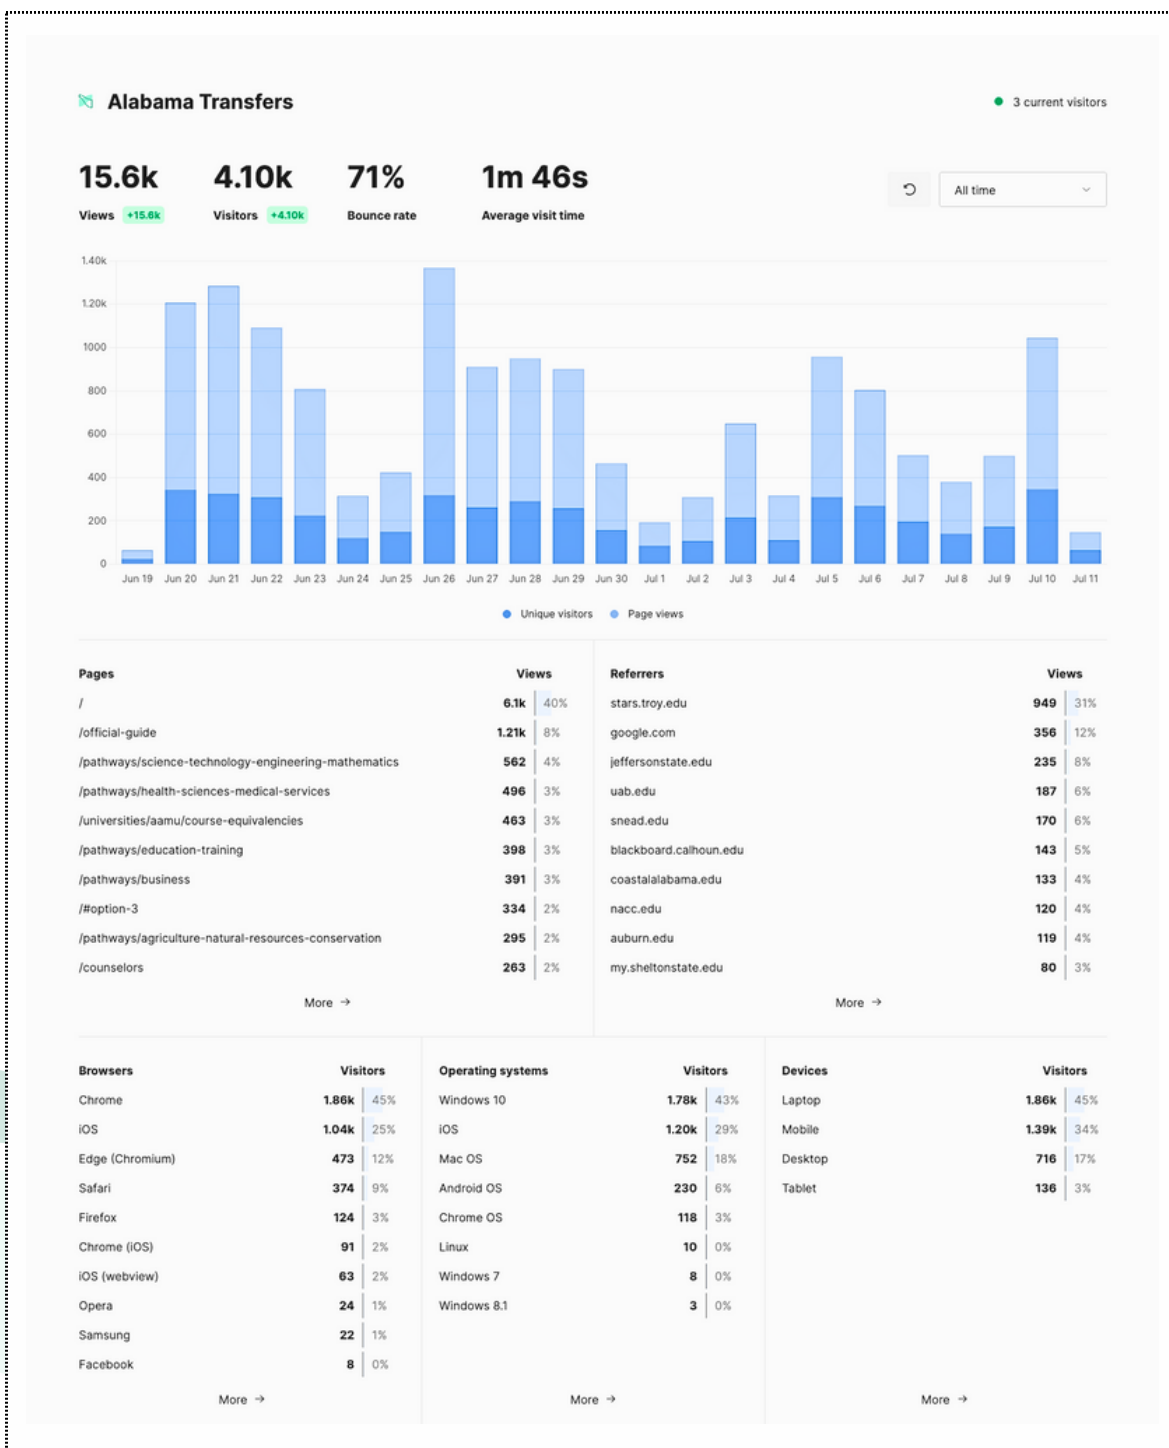 Alabama Transfers
3 current visitors
15.6k 4.10k 71% 1m 46s
Views +15.6k Visitors +4.10k Bounce rate Average visit time
All time
1.40k
1.20k
1000
800
600
400
200
0
Jun 19 Jun 20 Jun 21 Jun 22 Jun 23 Jun 24 Jun 25 Jun 26 Jun 27 Jun 28 Jun 29 Jun 30 Jul 1 Jul 2 Jul 3 Jul 4 Jul 5 Jul 6 Jul 7 Jul 8 Jul 9 Jul 10 Jul 11
Unique visitors Page views
Pages Views
/ 6.1k 40%
/official-guide 1.21k 8%
/pathways/science-technology-engineering-mathematics 562 4%
/pathways/health-sciences-medical-services 496 3%
/universities/aamu/course-equivalencies 463 3%
/pathways/education-training 398 3%
/pathways/business 391 3%
/#option-3 334 2%
/pathways/agriculture-natural-resources-conservation 295 2%
/counselors 263 2%
More →
Referrers Views
stars.troy.edu 949 31%
google.com 356 12%
jeffersonstate.edu 235 8%
uab.edu 187 6%
snead.edu 170 6%
blackboard.calhoun.edu 143 5%
coastalalabama.edu 133 4%
nacc.edu 120 4%
auburn.edu 119 4%
my.sheltonstate.edu 80 3%
More →
Browsers Visitors
Chrome 1.86k 45%
iOS 1.04k 25%
Edge (Chromium) 473 12%
Safari 374 9%
Firefox 124 3%
Chrome (iOS) 91 2%
iOS (webview) 63 2%
Opera 24 1%
Samsung 22 1%
Facebook 8 0%
More →
Operating systems Visitors
Windows 10 1.78k 43%
iOS 1.20k 29%
Mac OS 752 18%
Android OS 230 6%
Chrome OS 118 3%
Linux 10 0%
Windows 7 8 0%
Windows 8.1 3 0%
More →
Devices Visitors
Laptop 1.86k 45%
Mobile 1.39k 34%
Desktop 716 17%
Tablet 136 3%
More →